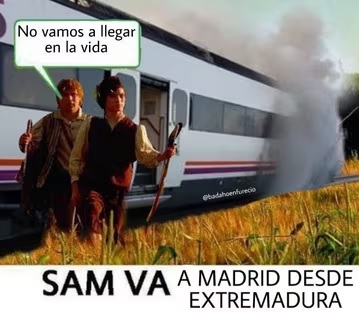 No vamos a llegar
en la vida
@badahoenfurecio
SAM VA A MADRID DESDE
EXTREMADURA